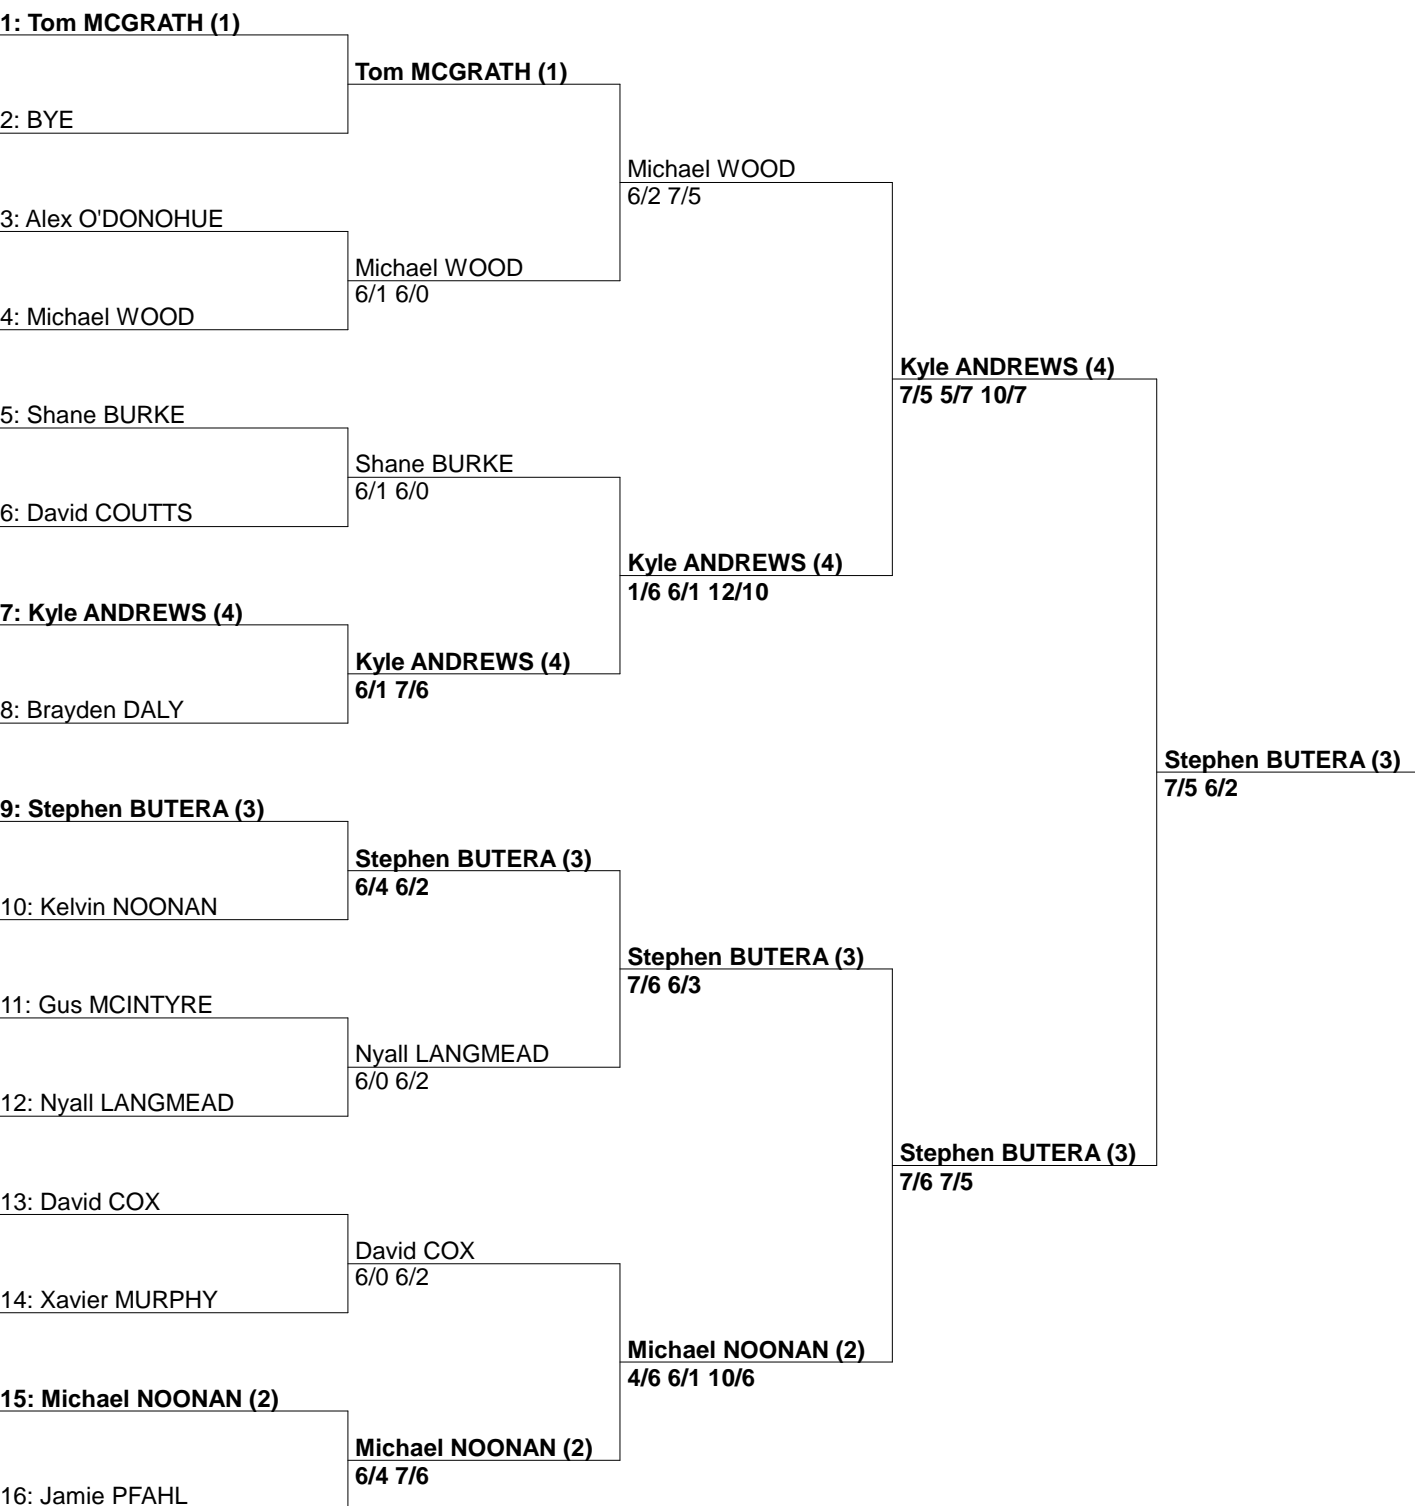 1: Tom MCGRATH (1)
Tom MCGRATH (1)
2: BYE
Michael WOOD
6/2 7/5
3: Alex O'DONOHUE
Michael WOOD
6/1 6/0
4: Michael WOOD
Kyle ANDREWS (4)
7/5 5/7 10/7
5: Shane BURKE
Shane BURKE
6/1 6/0
6: David COUTTS
Kyle ANDREWS (4)
1/6 6/1 12/10
7: Kyle ANDREWS (4)
Kyle ANDREWS (4)
6/1 7/6
8: Brayden DALY
Stephen BUTERA (3)
7/5 6/2
9: Stephen BUTERA (3)
Stephen BUTERA (3)
6/4 6/2
10: Kelvin NOONAN
Stephen BUTERA (3)
7/6 6/3
11: Gus MCINTYRE
Nyall LANGMEAD
6/0 6/2
12: Nyall LANGMEAD
Stephen BUTERA (3)
7/6 7/5
13: David COX
David COX
6/0 6/2
14: Xavier MURPHY
Michael NOONAN (2)
4/6 6/1 10/6
15: Michael NOONAN (2)
Michael NOONAN (2)
6/4 7/6
16: Jamie PFAHL